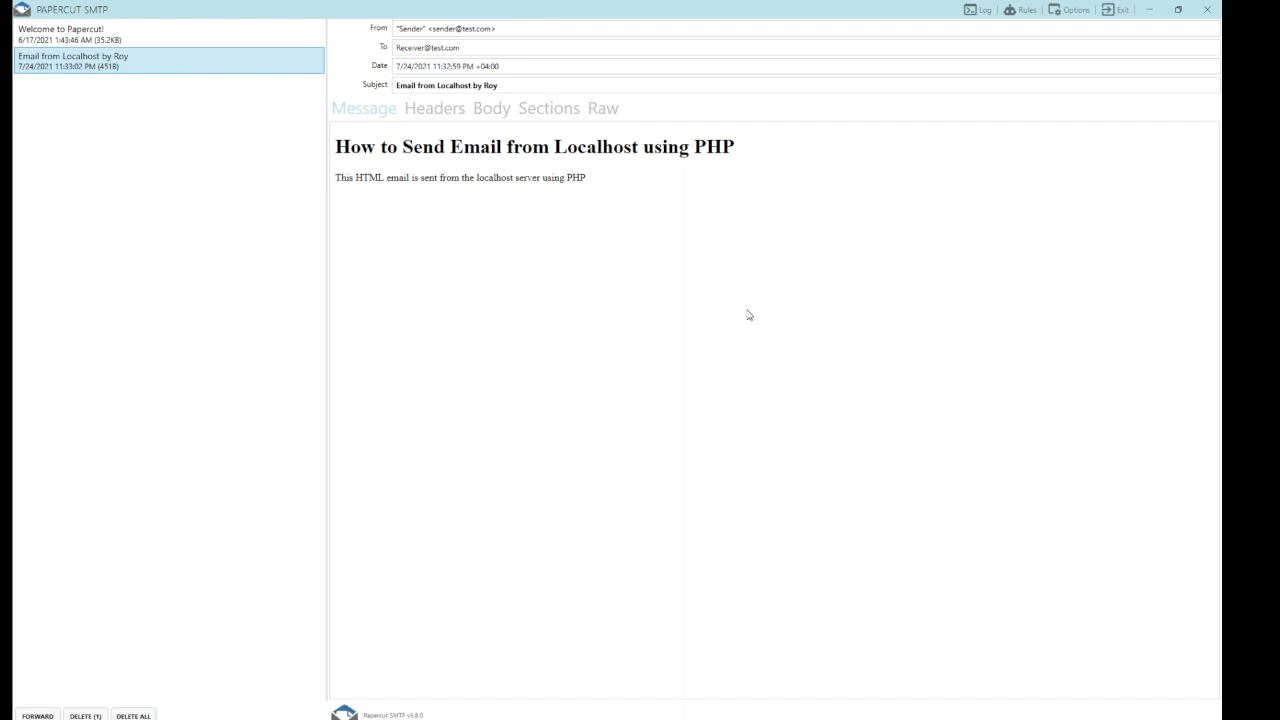 PAPERCUT SMTP
Log Rules Options Exit
Welcome to Papercut!
6/17/2021 1:43:46 AM (35.2KB)
Email from Localhost by Roy
7/24/2021 11:33:02 PM (451B)
From "Sender" <sender@test.com>
To Receiver@test.com
Date 7/24/2021 11:32:59 PM +04:00
Subject Email from Localhost by Roy
Message Headers Body Sections Raw
How to Send Email from Localhost using PHP
This HTML email is sent from the localhost server using PHP
FORWARD DELETE (1) DELETE ALL
Papercut SMTP v5.8.0